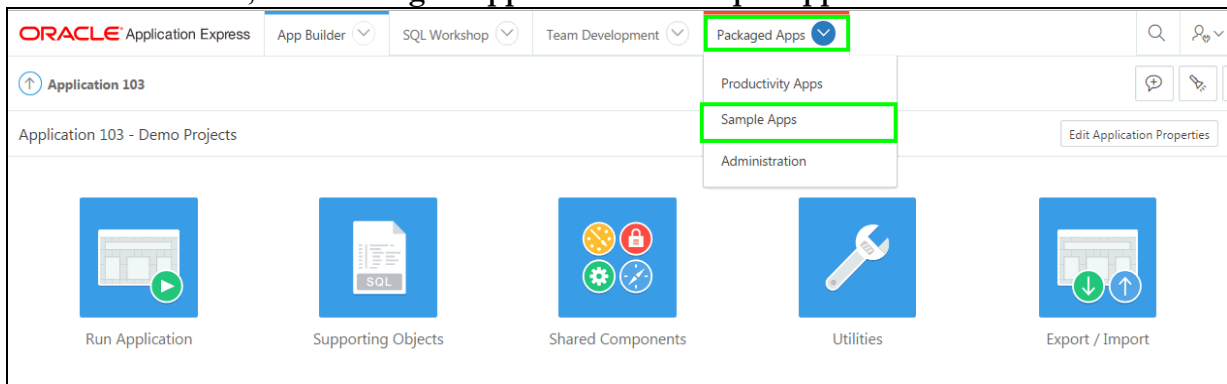 ORACLE Application Express App Builder SQL Workshop Team Development Packaged Apps
Application 103
Productivity Apps
Sample Apps
Application 103 - Demo Projects
Edit Application Properties
Administration
SQL
Run Application Supporting Objects Shared Components Utilities Export / Import